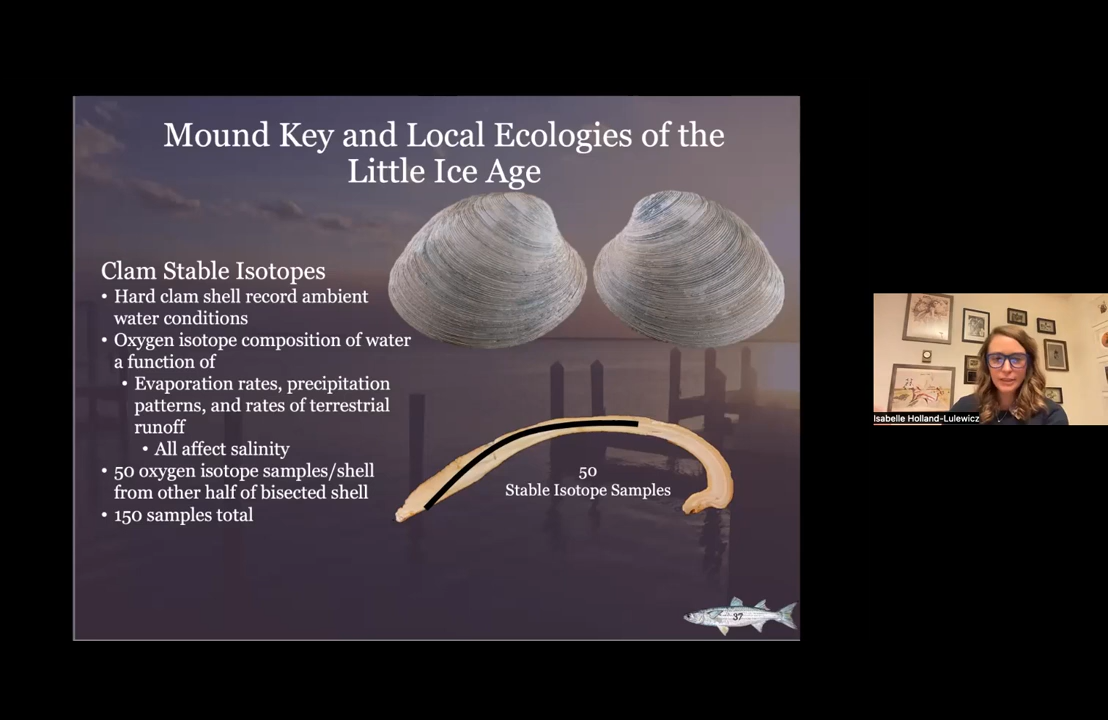 Mound Key and Local Ecologies of the
Little Ice Age
Clam Stable Isotopes
• Hard clam shell record ambient
water conditions
• Oxygen isotope composition of water
a function of
• Evaporation rates, precipitation
patterns, and rates of terrestrial
runoff
• All affect salinity
• 50 oxygen isotope samples/shell
from other half of bisected shell
• 150 samples total
50
Stable Isotope Samples
37
Isabelle Holland-Lulewicz